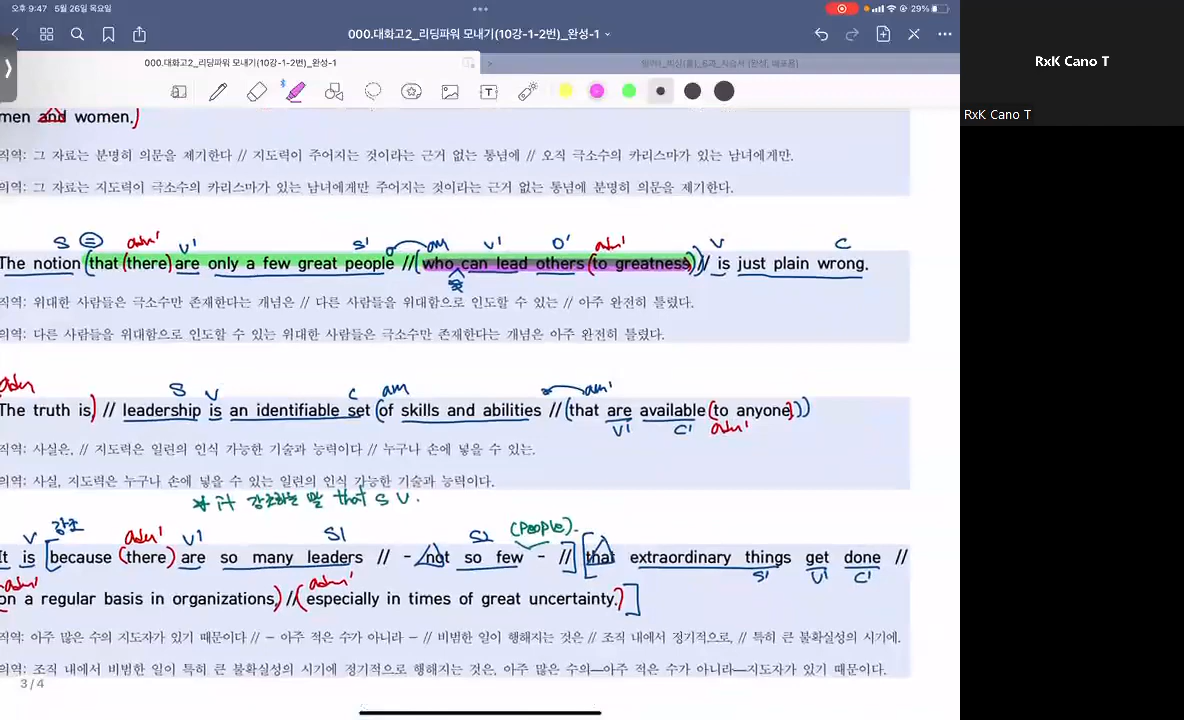 오후 9:47 5월 26일 목요일
29%
000.대화고2_리딩파워 모내기(10강-1-2번)_완성-1
000.대화고2_리딩파워 모내기(10강-1-2번)_완성-1
RxK Cano T
RxK Cano T
men and women.)
직역: 그 자료는 분명히 의문을 제기한다 // 지도력이 주어지는 것이라는 근거 없는 통념에 // 오직 극소수의 카리스마가 있는 남녀에게만.
의역: 그 자료는 지도력이 극소수의 카리스마가 있는 남녀에게만 주어지는 것이라는 근거 없는 통념에 분명히 의문을 제기한다.
S = adv' V' S' am V' O' adv' V C
The notion (that (there) are only a few great people // (who can lead others (to greatness)) // is just plain wrong.
직역: 위대한 사람들은 극소수만 존재한다는 개념은 // 다른 사람들을 위대함으로 인도할 수 있는 // 아주 완전히 틀렸다.
의역: 다른 사람들을 위대함으로 인도할 수 있는 위대한 사람들은 극소수만 존재한다는 개념은 아주 완전히 틀렸다.
S V C am am'
The truth is) // leadership is an identifiable set (of skills and abilities // (that are available (to anyone)))
V' C' adv'
직역: 사실은, // 지도력은 일련의 인식 가능한 기술과 능력이다 // 누구나 손에 넣을 수 있는.
의역: 사실, 지도력은 누구나 손에 넣을 수 있는 일련의 인식 가능한 기술과 능력이다.
* it 강조하는 말 that S V.
V 강조 adv' V' S1 S2 (people).
It is [because (there) are so many leaders // - not so few - //] [that extraordinary things get done //
adv' adv' S' V' C'
on a regular basis in organizations,) // (especially in times of great uncertainty.) ]
직역: 아주 많은 수의 지도자가 있기 때문이다 // – 아주 적은 수가 아니라 – // 비범한 일이 행해지는 것은 // 조직 내에서 정기적으로, // 특히 큰 불확실성의 시기에.
의역: 조직 내에서 비범한 일이 특히 큰 불확실성의 시기에 정기적으로 행해지는 것은, 아주 많은 수의—아주 적은 수가 아니라—지도자가 있기 때문이다.
3 / 4